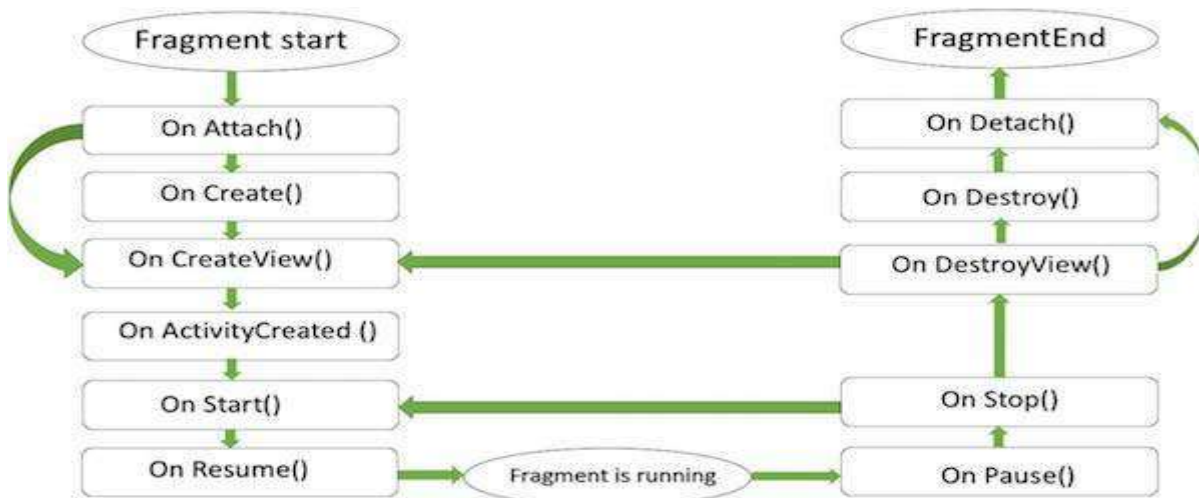 Fragment start
On Attach()
On Create()
On CreateView()
On ActivityCreated ()
On Start()
On Resume()
Fragment is running
On Pause()
On Stop()
On DestroyView()
On Destroy()
On Detach()
FragmentEnd